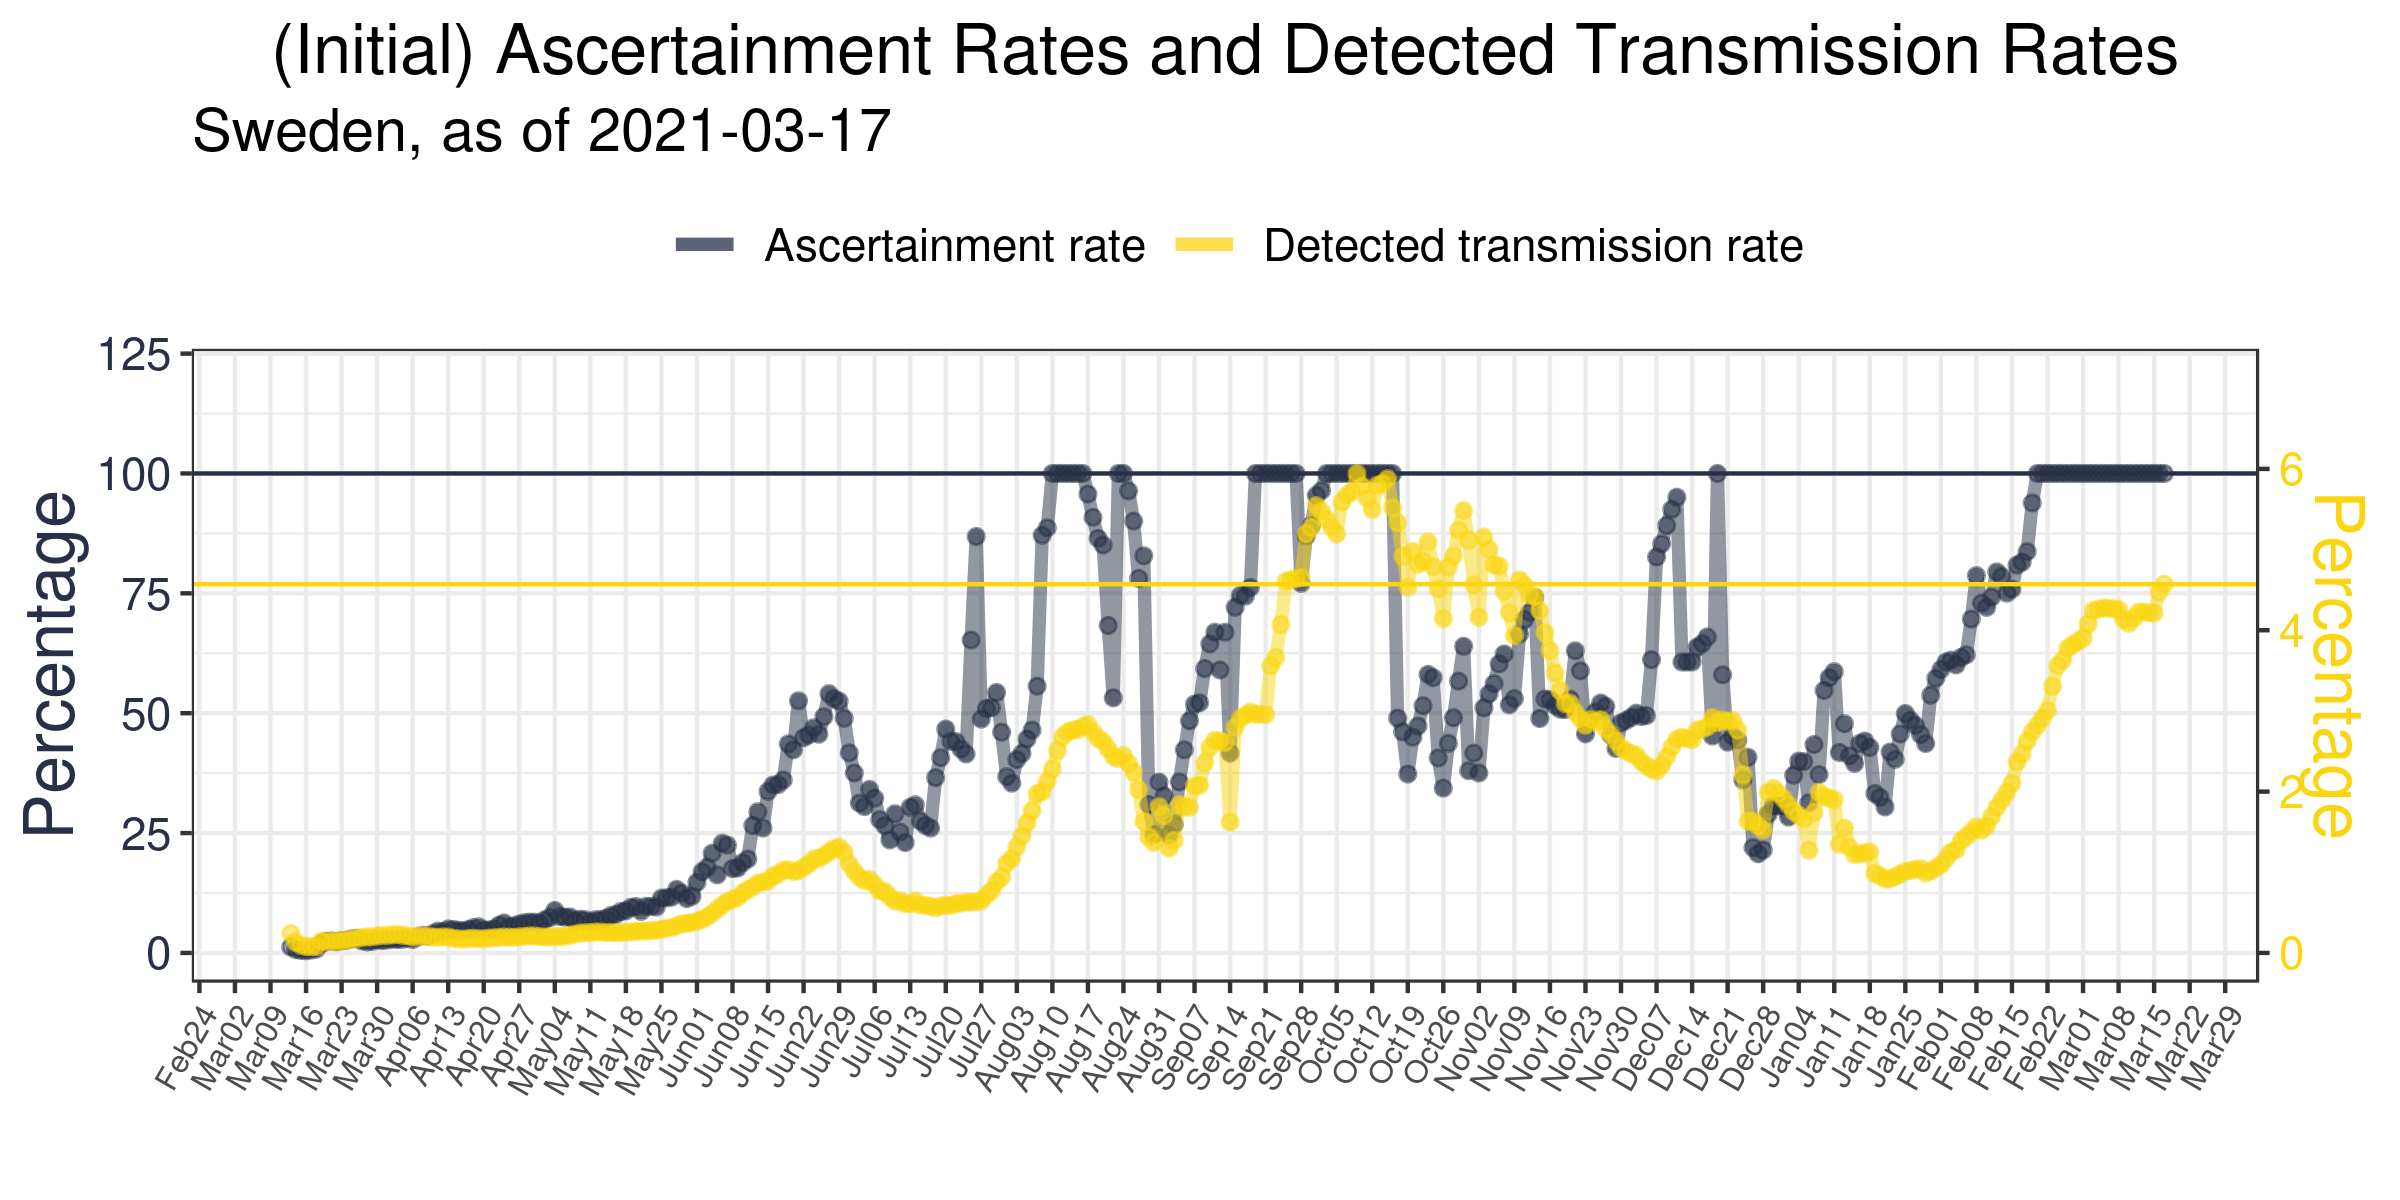 (Initial) Ascertainment Rates and Detected Transmission Rates
Sweden, as of 2021-03-17
Ascertainment rate
Detected transmission rate
Percentage
125
100
75
50
25
0
6
4
2
0
Percentage
Feb24
Mar02
Mar09
Mar16
Mar23
Mar30
Apr06
Apr13
Apr20
Apr27
May04
May11
May18
May25
Jun01
Jun08
Jun15
Jun22
Jun29
Jul06
Jul13
Jul20
Jul27
Aug03
Aug10
Aug17
Aug24
Aug31
Sep07
Sep14
Sep21
Sep28
Oct05
Oct12
Oct19
Oct26
Nov02
Nov09
Nov16
Nov23
Nov30
Dec07
Dec14
Dec21
Dec28
Jan04
Jan11
Jan18
Jan25
Feb01
Feb08
Feb15
Feb22
Mar01
Mar08
Mar15
Mar22
Mar29